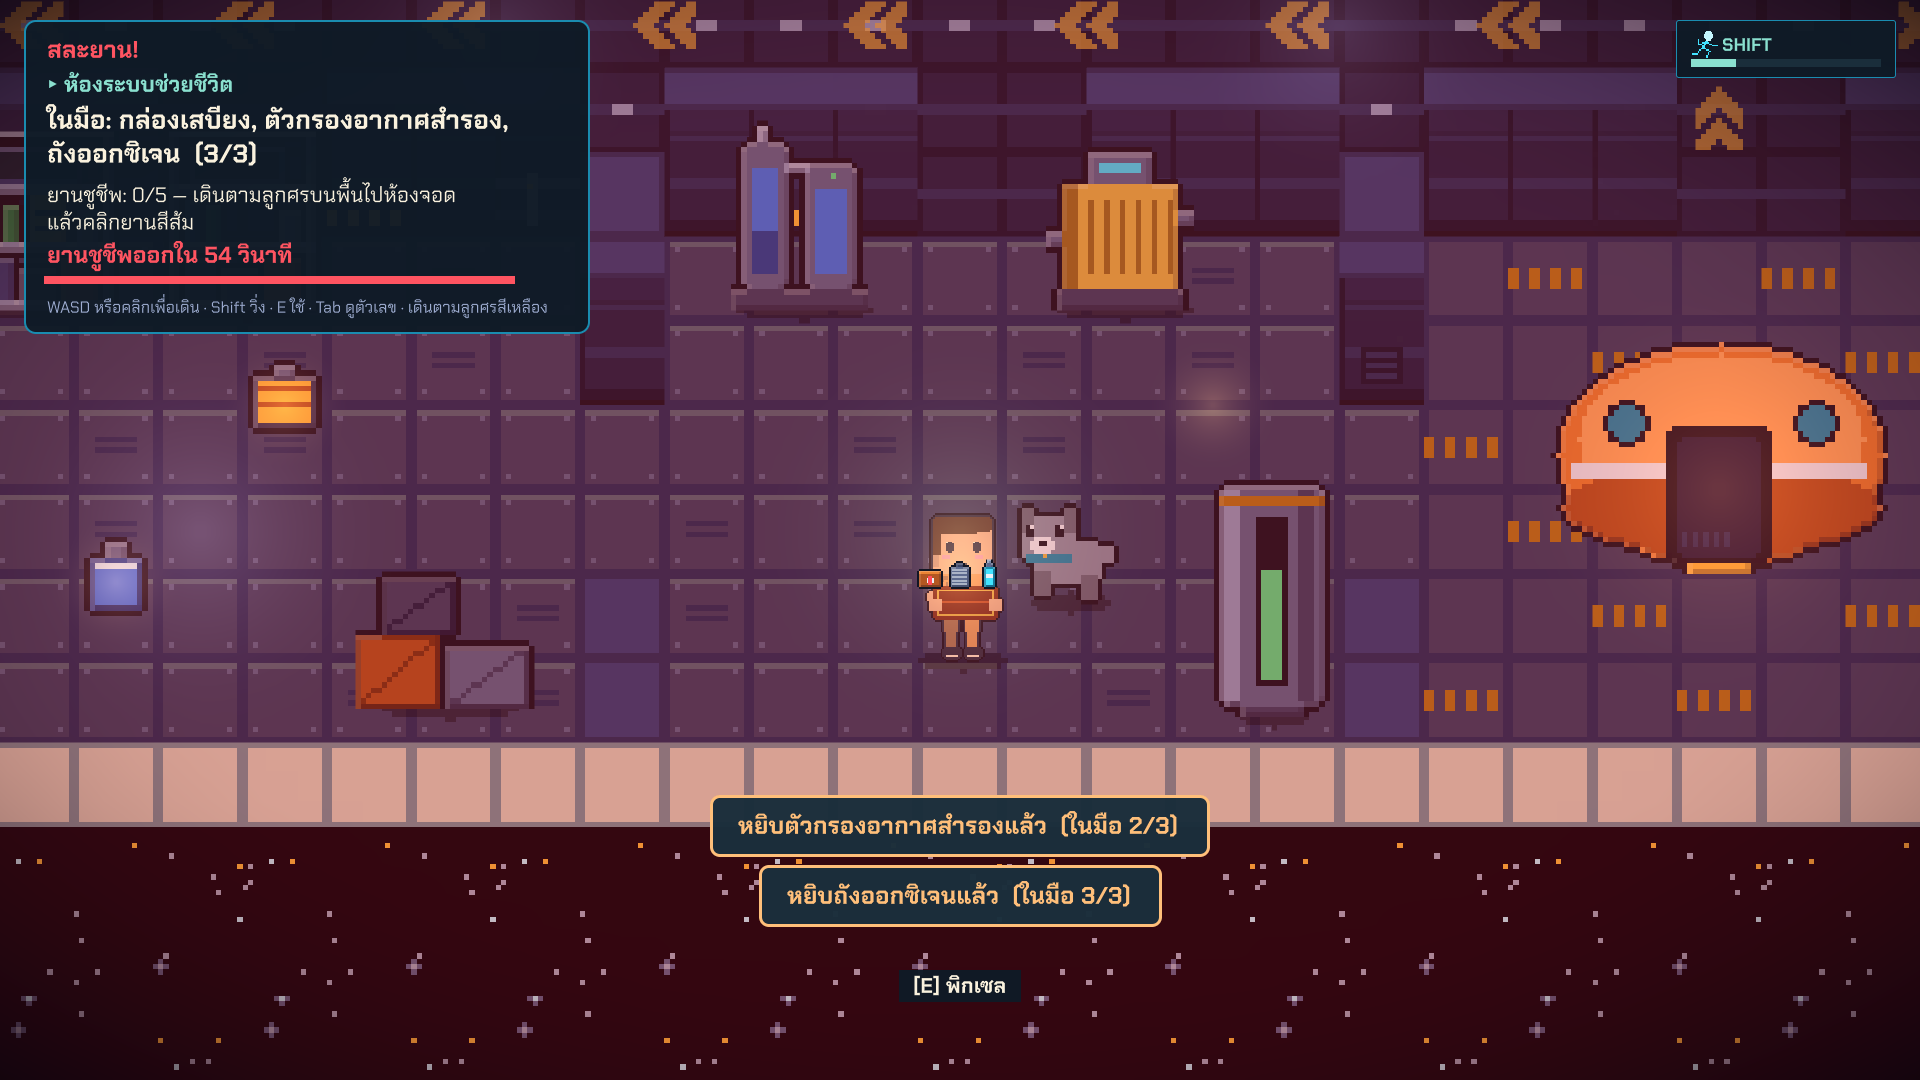 สละยาน!
▸ ห้องระบบช่วยชีวิต
ในมือ: กล่องเสบียง, ตัวกรองอากาศสำรอง,
ถังออกซิเจน (3/3)
ยานชูชีพ: 0/5 — เดินตามลูกศรบนพื้นไปห้องจอด
แล้วคลิกยานสีส้ม
ยานชูชีพออกใน 54 วินาที
WASD หรือคลิกเพื่อเดิน · Shift วิ่ง · E ใช้ · Tab ดูตัวเลข · เดินตามลูกศรสีเหลือง
SHIFT
หยิบตัวกรองอากาศสำรองแล้ว (ในมือ 2/3)
หยิบถังออกซิเจนแล้ว (ในมือ 3/3)
[E] พิกเซล